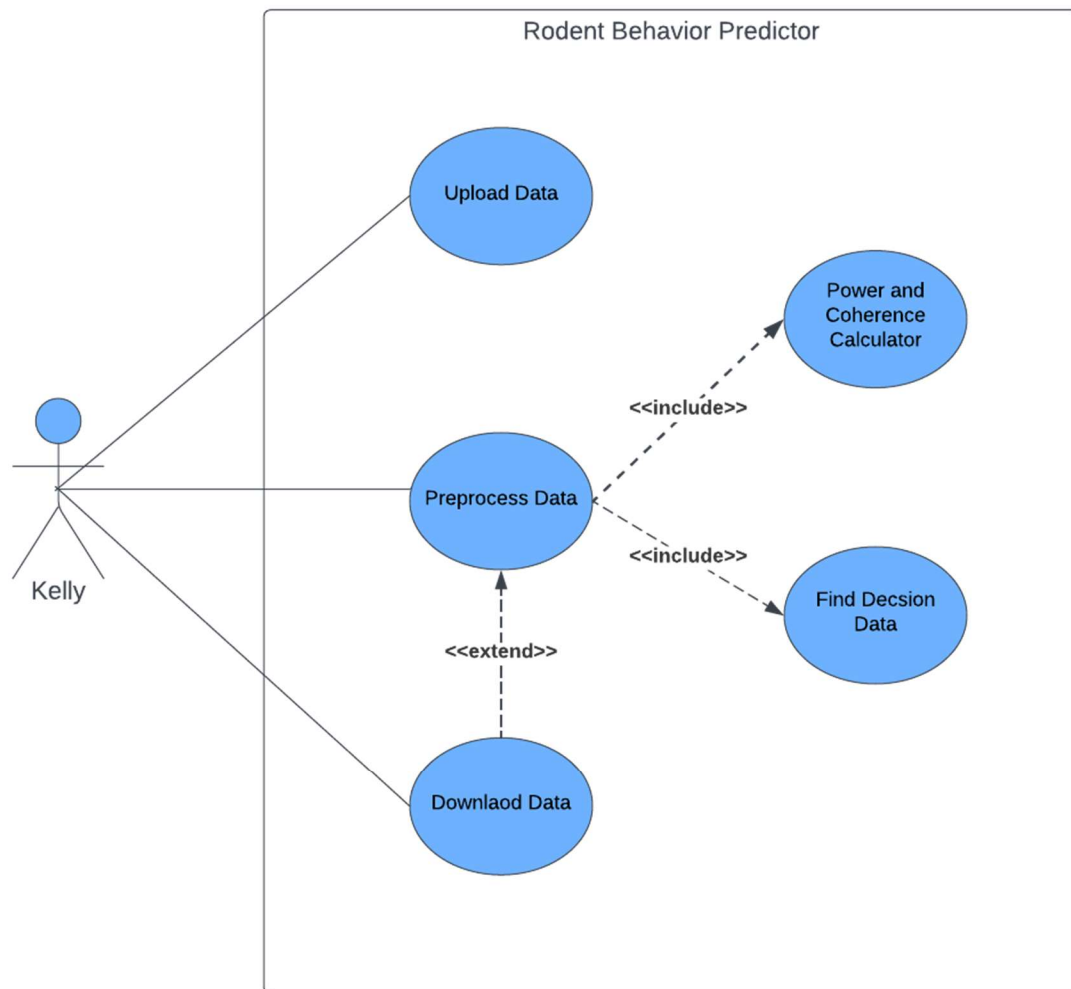 Rodent Behavior Predictor
Upload Data
Power and
Coherence
Calculator
<<include>>
Preprocess Data
<<include>>
Kelly
Find Decsion
Data
<<extend>>
Downlaod Data